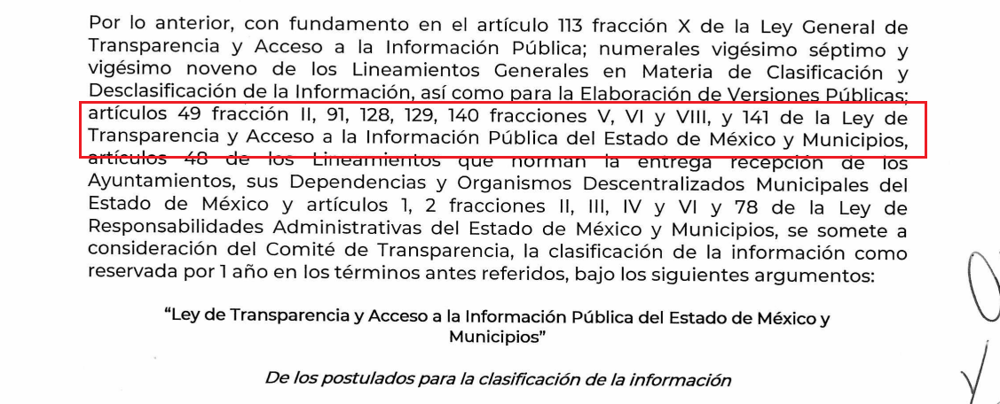 Por lo anterior, con fundamento en el artículo 113 fracción X de la Ley General de
Transparencia y Acceso a la Información Pública; numerales vigésimo séptimo y
vigésimo noveno de los Lineamientos Generales en Materia de Clasificación y
Desclasificación de la Información, así como para la Elaboración de Versiones Públicas;
artículos 49 fracción II, 91, 128, 129, 140 fracciones V, VI y VIII, y 141 de la Ley de
Transparencia y Acceso a la Información Pública del Estado de México y Municipios,
artículos 48 de los Lineamientos que norman la entrega recepción de los
Ayuntamientos, sus Dependencias y Organismos Descentralizados Municipales del
Estado de México y artículos 1, 2 fracciones II, III, IV y VI y 78 de la Ley de
Responsabilidades Administrativas del Estado de México y Municipios, se somete a
consideración del Comité de Transparencia, la clasificación de la información como
reservada por 1 año en los términos antes referidos, bajo los siguientes argumentos:
“Ley de Transparencia y Acceso a la Información Pública del Estado de México y
Municipios”
De los postulados para la clasificación de la información